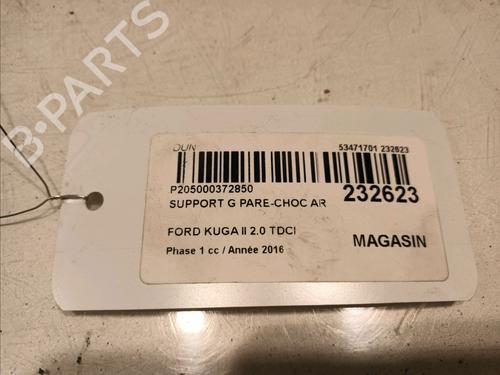 B-PARTS
DUN
53471701 232623
P205000372850
232623
SUPPORT G PARE-CHOC AR
FORD KUGA II 2.0 TDCI
MAGASIN
Phase 1 cc / Année 2016